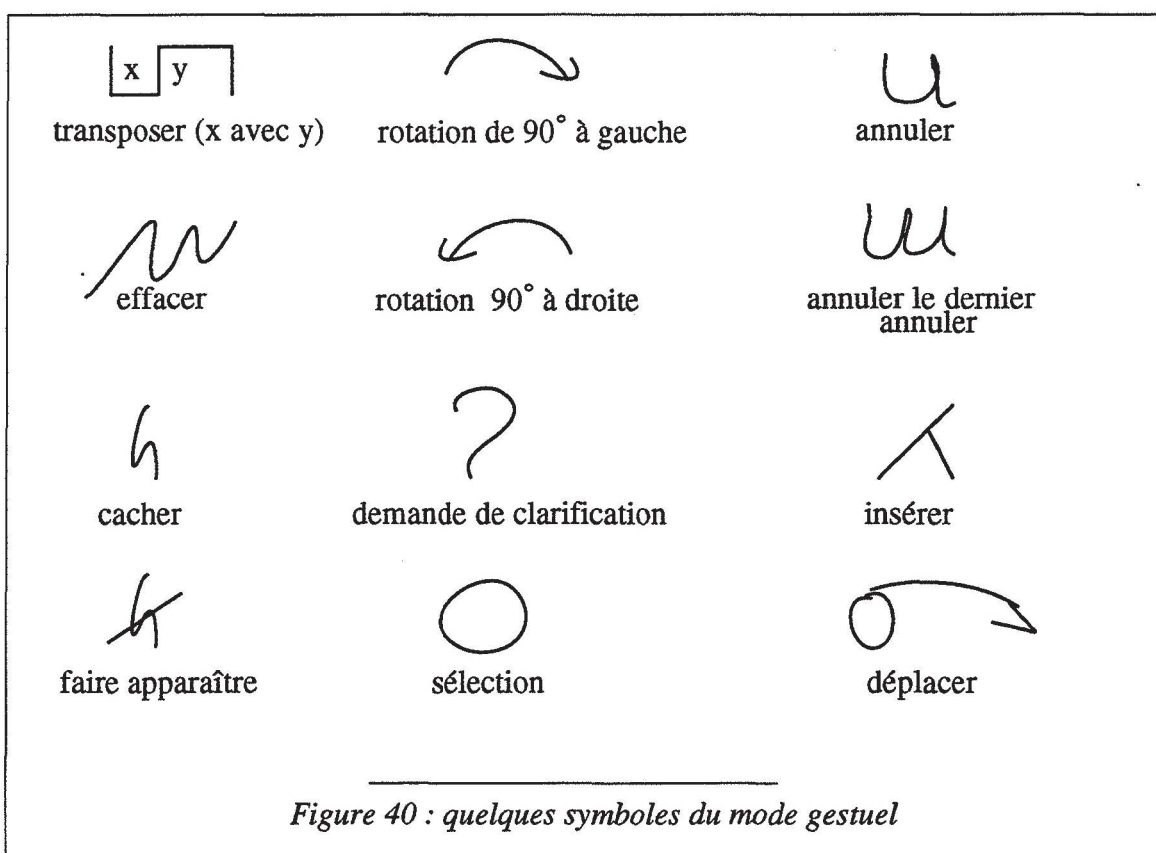 x y
transposer (x avec y)
rotation de 90° à gauche
annuler
effacer
rotation 90° à droite
annuler le dernier
annuler
cacher
demande de clarification
insérer
faire apparaître
sélection
déplacer
Figure 40 : quelques symboles du mode gestuel